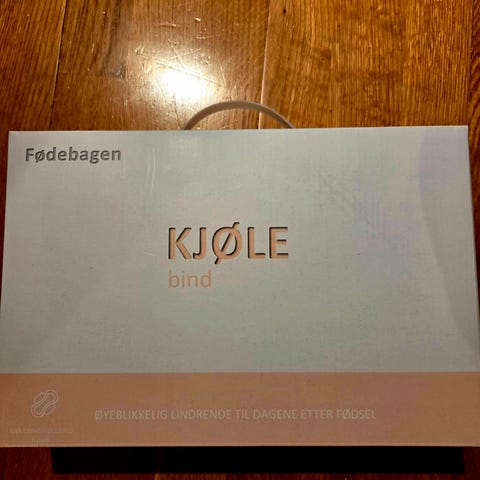 Fødebagen
KJØLE
bind
ØYEBLIKKELIG LINDRENDE TIL DAGENE ETTER FØDSEL